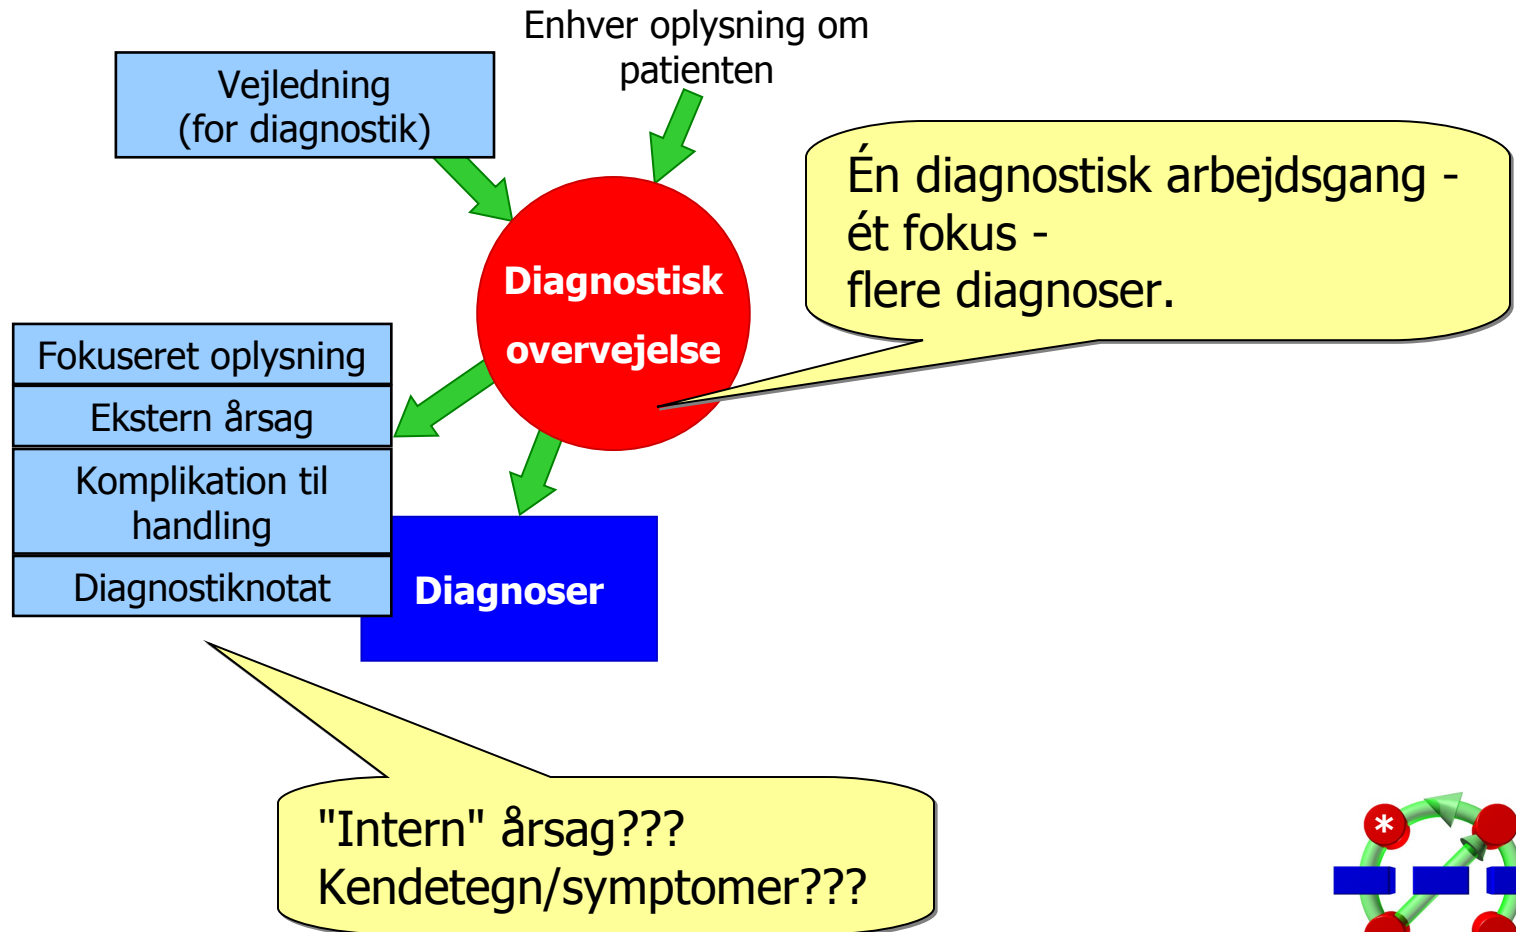 Enhver oplysning om
patienten
Vejledning
(for diagnostik)
Én diagnostisk arbejdsgang -
ét fokus -
flere diagnoser.
Diagnostisk
overvejelse
Fokuseret oplysning
Ekstern årsag
Komplikation til
handling
Diagnostiknotat
Diagnoser
"Intern" årsag???
Kendetegn/symptomer???
*